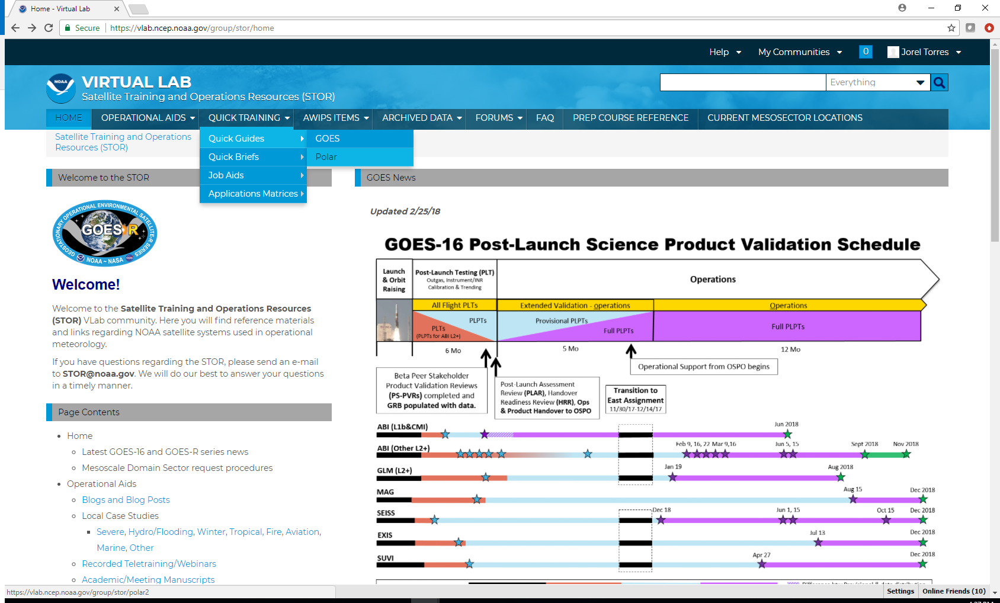 Home - Virtual Lab
Secure https://vlab.ncep.noaa.gov/group/stor/home
Help My Communities 0 Jorel Torres
NOAA
VIRTUAL LAB
Satellite Training and Operations Resources (STOR)
Everything
HOME OPERATIONAL AIDS QUICK TRAINING AWIPS ITEMS ARCHIVED DATA FORUMS FAQ PREP COURSE REFERENCE CURRENT MESOSECTOR LOCATIONS
Satellite Training and Operations
Resources (STOR)
Quick Guides
Quick Briefs
Job Aids
Applications Matrices
GOES
Polar
Welcome to the STOR
GEOSTATIONARY OPERATIONAL ENVIRONMENTAL SATELLITE-R SERIES
GOES R
NOAA ~ NASA
Welcome!
Welcome to the Satellite Training and Operations Resources
(STOR) VLab community. Here you will find reference materials
and links regarding NOAA satellite systems used in operational
meteorology.
If you have questions regarding the STOR, please send an e-mail
to STOR@noaa.gov. We will do our best to answer your questions
in a timely manner.
Page Contents
Home
Latest GOES-16 and GOES-R series news
Mesoscale Domain Sector request procedures
Operational Aids
Blogs and Blog Posts
Local Case Studies
Severe, Hydro/Flooding, Winter, Tropical, Fire, Aviation,
Marine, Other
Recorded Teletraining/Webinars
Academic/Meeting Manuscripts
GOES News
Updated 2/25/18
GOES-16 Post-Launch Science Product Validation Schedule
Launch
& Orbit
Raising
Post-Launch Testing (PLT)
Outgas, Instrument/INR
Calibration & Trending
Operations
All Flight PLTs
Extended Validation - operations
Operations
PLPTs
PLTs
(PLPTs for ABI L2+)
Provisional PLPTs
Full PLPTs
Full PLPTs
6 Mo
5 Mo
12 Mo
Operational Support from OSPO begins
Beta Peer Stakeholder
Product Validation Reviews
(PS-PVRs) completed and
GRB populated with data.
Post-Launch Assessment
Review (PLAR), Handover
Readiness Review (HRR), Ops
& Product Handover to OSPO
Transition to
East Assignment
11/30/17-12/14/17
ABI (L1b&CMI)
Jun 2018
ABI (Other L2+)
Feb 9, 16, 22 Mar 9,16 Jun 5, 15 Sept 2018 Nov 2018
GLM (L2+)
Jan 19 Aug 2018
MAG
Aug 15 Dec 2018
SEISS
Dec 18 Jun 1, 15 Oct 15 Dec 2018
EXIS
Jul 13 Dec 2018
SUVI
Apr 27 Dec 2018
https://vlab.ncep.noaa.gov/group/stor/polar2
Settings Online Friends (10)